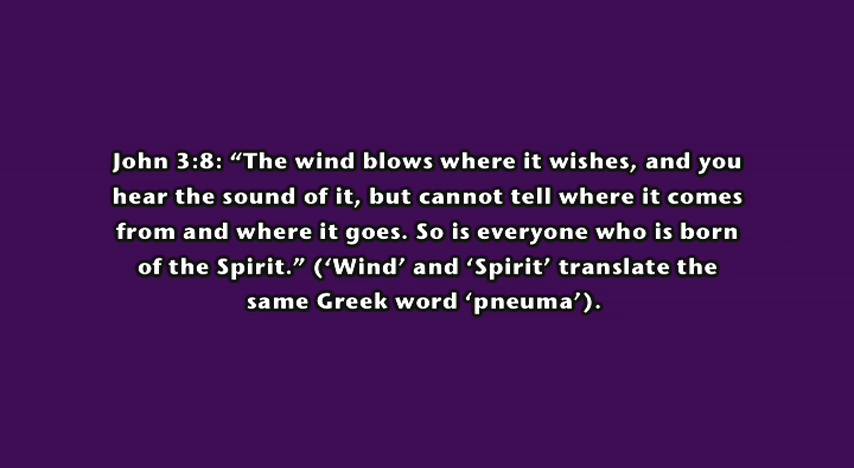 John 3:8: “The wind blows where it wishes, and you
hear the sound of it, but cannot tell where it comes
from and where it goes. So is everyone who is born
of the Spirit.” (‘Wind’ and ‘Spirit’ translate the
same Greek word ‘pneuma’).